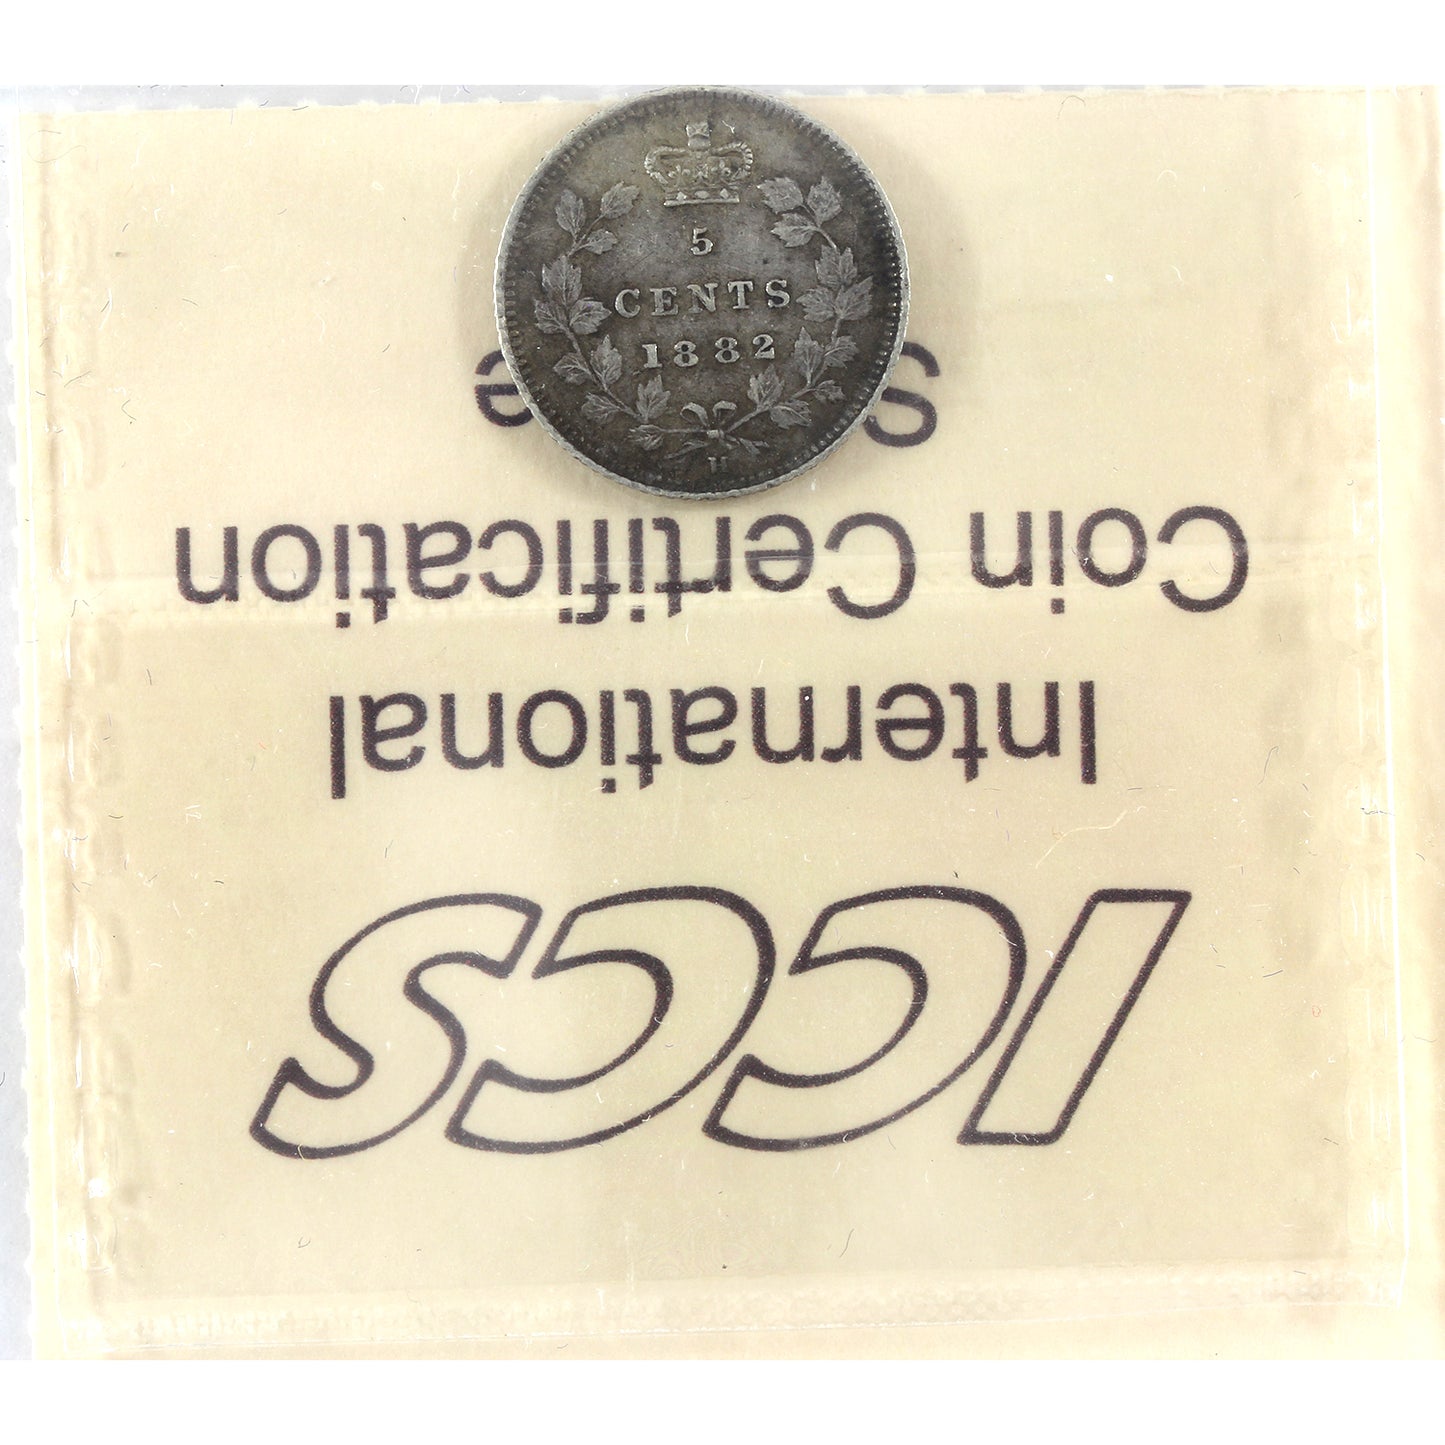 5
CENTS
1882
H
ICCS
International
Coin Certification
S e